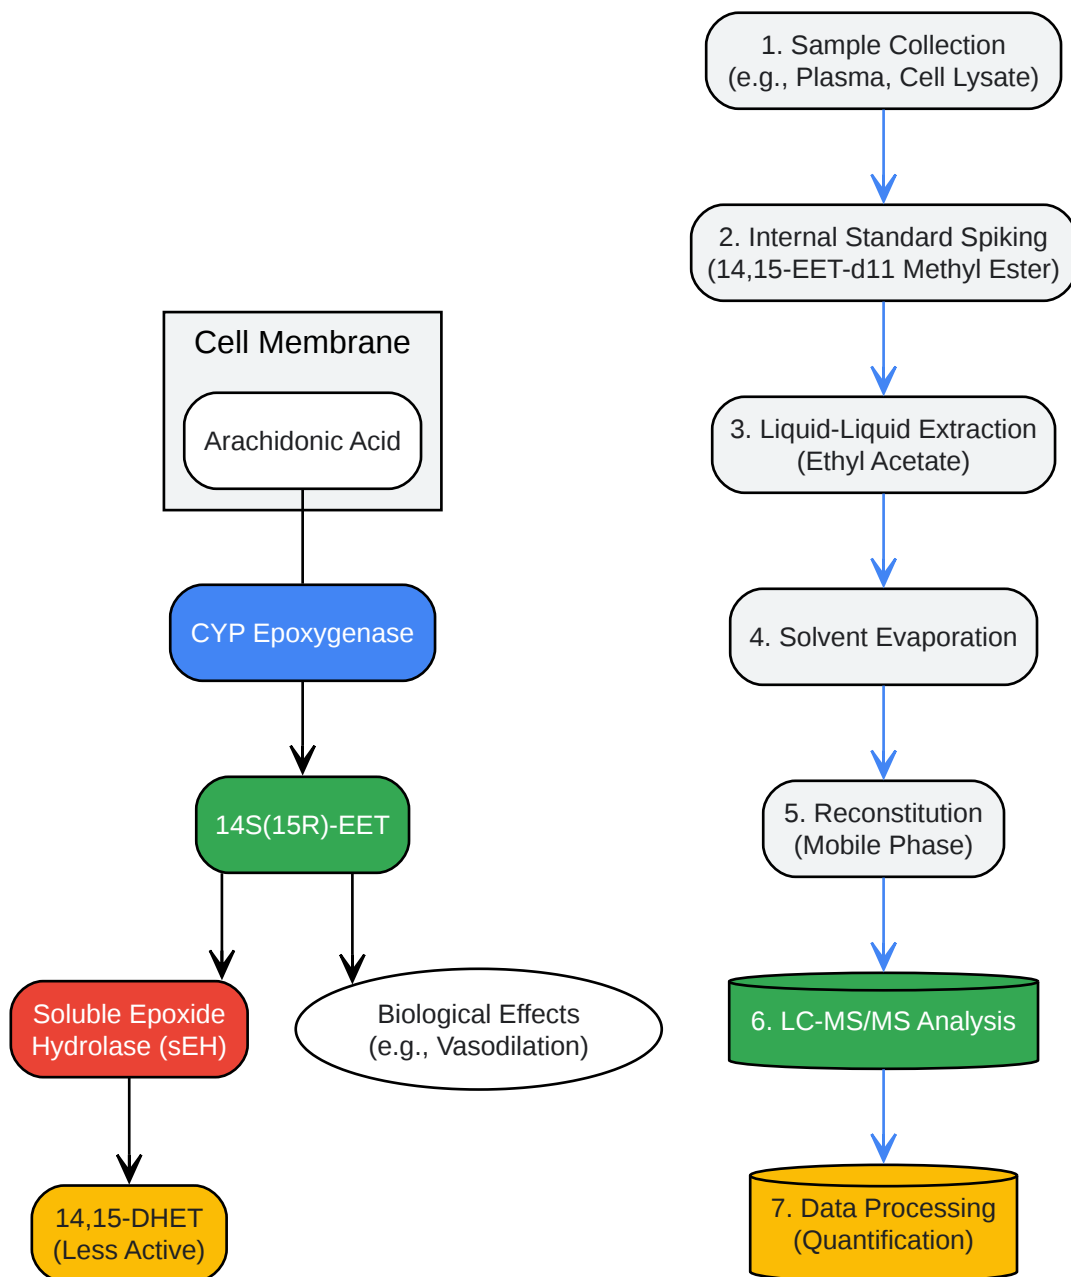 Cell Membrane
Arachidonic Acid
CYP Epoxygenase
14S(15R)-EET
Soluble Epoxide
Hydrolase (sEH)
Biological Effects
(e.g., Vasodilation)
14,15-DHET
(Less Active)
1. Sample Collection
(e.g., Plasma, Cell Lysate)
2. Internal Standard Spiking
(14,15-EET-d11 Methyl Ester)
3. Liquid-Liquid Extraction
(Ethyl Acetate)
4. Solvent Evaporation
5. Reconstitution
(Mobile Phase)
6. LC-MS/MS Analysis
7. Data Processing
(Quantification)